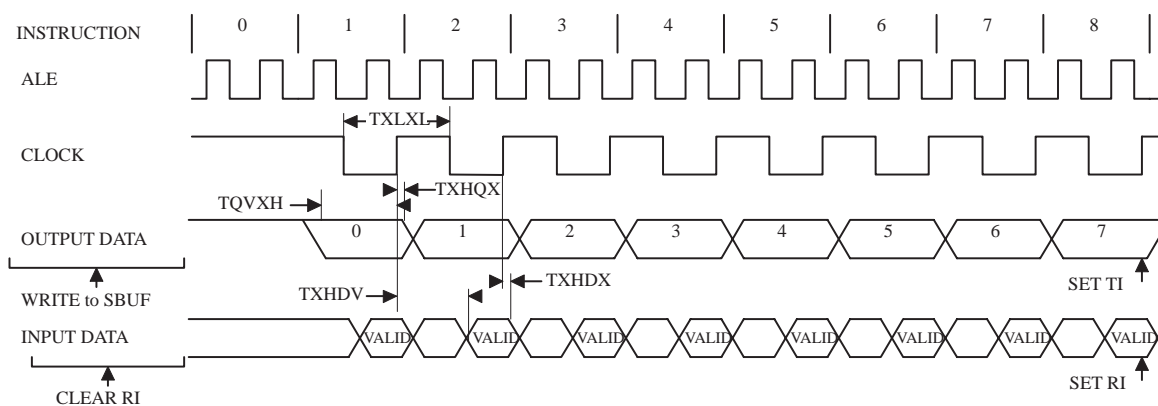 INSTRUCTION 0 1 2 3 4 5 6 7 8
ALE
TXLXL
CLOCK
TXHQX
TQVXH
OUTPUT DATA 0 1 2 3 4 5 6 7
TXHDV TXHDX SET TI
WRITE to SBUF
INPUT DATA VALID VALID VALID VALID VALID VALID VALID VALID
SET RI
CLEAR RI